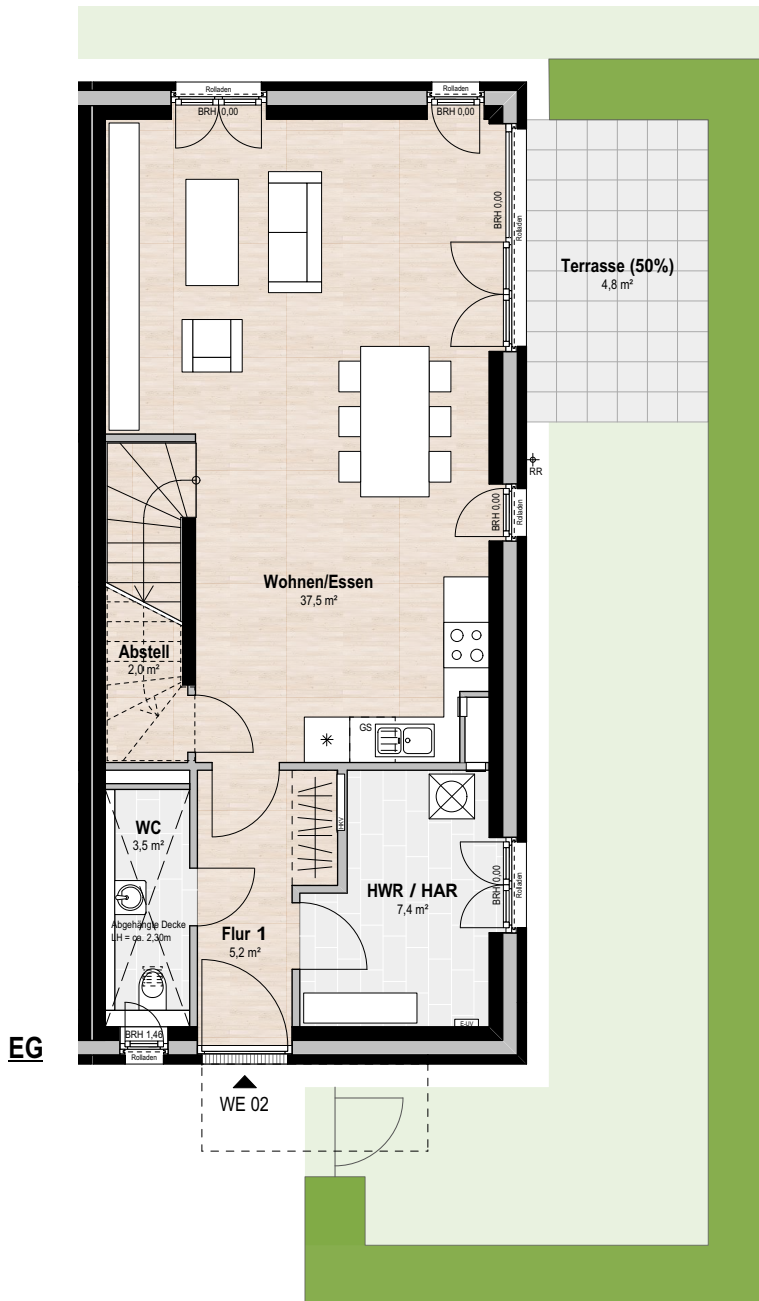 Rolladen
BRH 0,00
Rolladen
BRH 0,00
BRH 0,00
Rolladen
Terrasse (50%)
4,8 m²
RR
BRH 0,00
Rolladen
Wohnen/Essen
37,5 m²
Abstell
2,0 m²
GS
WC
3,5 m²
HKV
HWR / HAR
7,4 m²
BRH 0,00
Rolladen
Abgehängte Decke
LH = ca. 2,30m
Flur 1
5,2 m²
E-UV
BRH 1,46
Rolladen
EG
WE 02